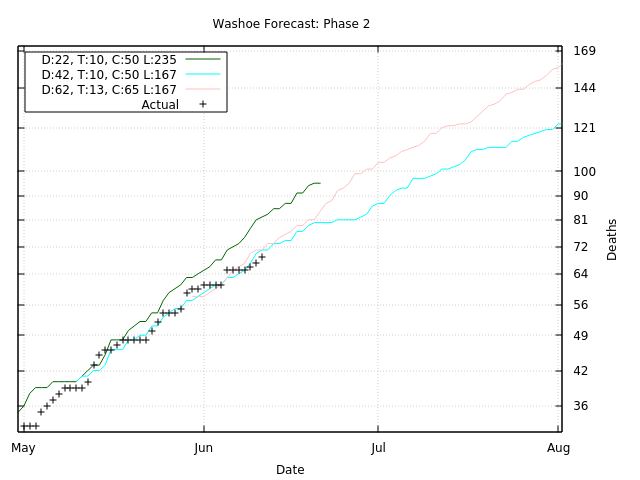 Washoe Forecast: Phase 2
D:22, T:10, C:50 L:235
D:42, T:10, C:50 L:167
D:62, T:13, C:65 L:167
Actual
169
144
121
100
90
81
72
64
56
49
42
36
Deaths
May Jun Jul Aug
Date